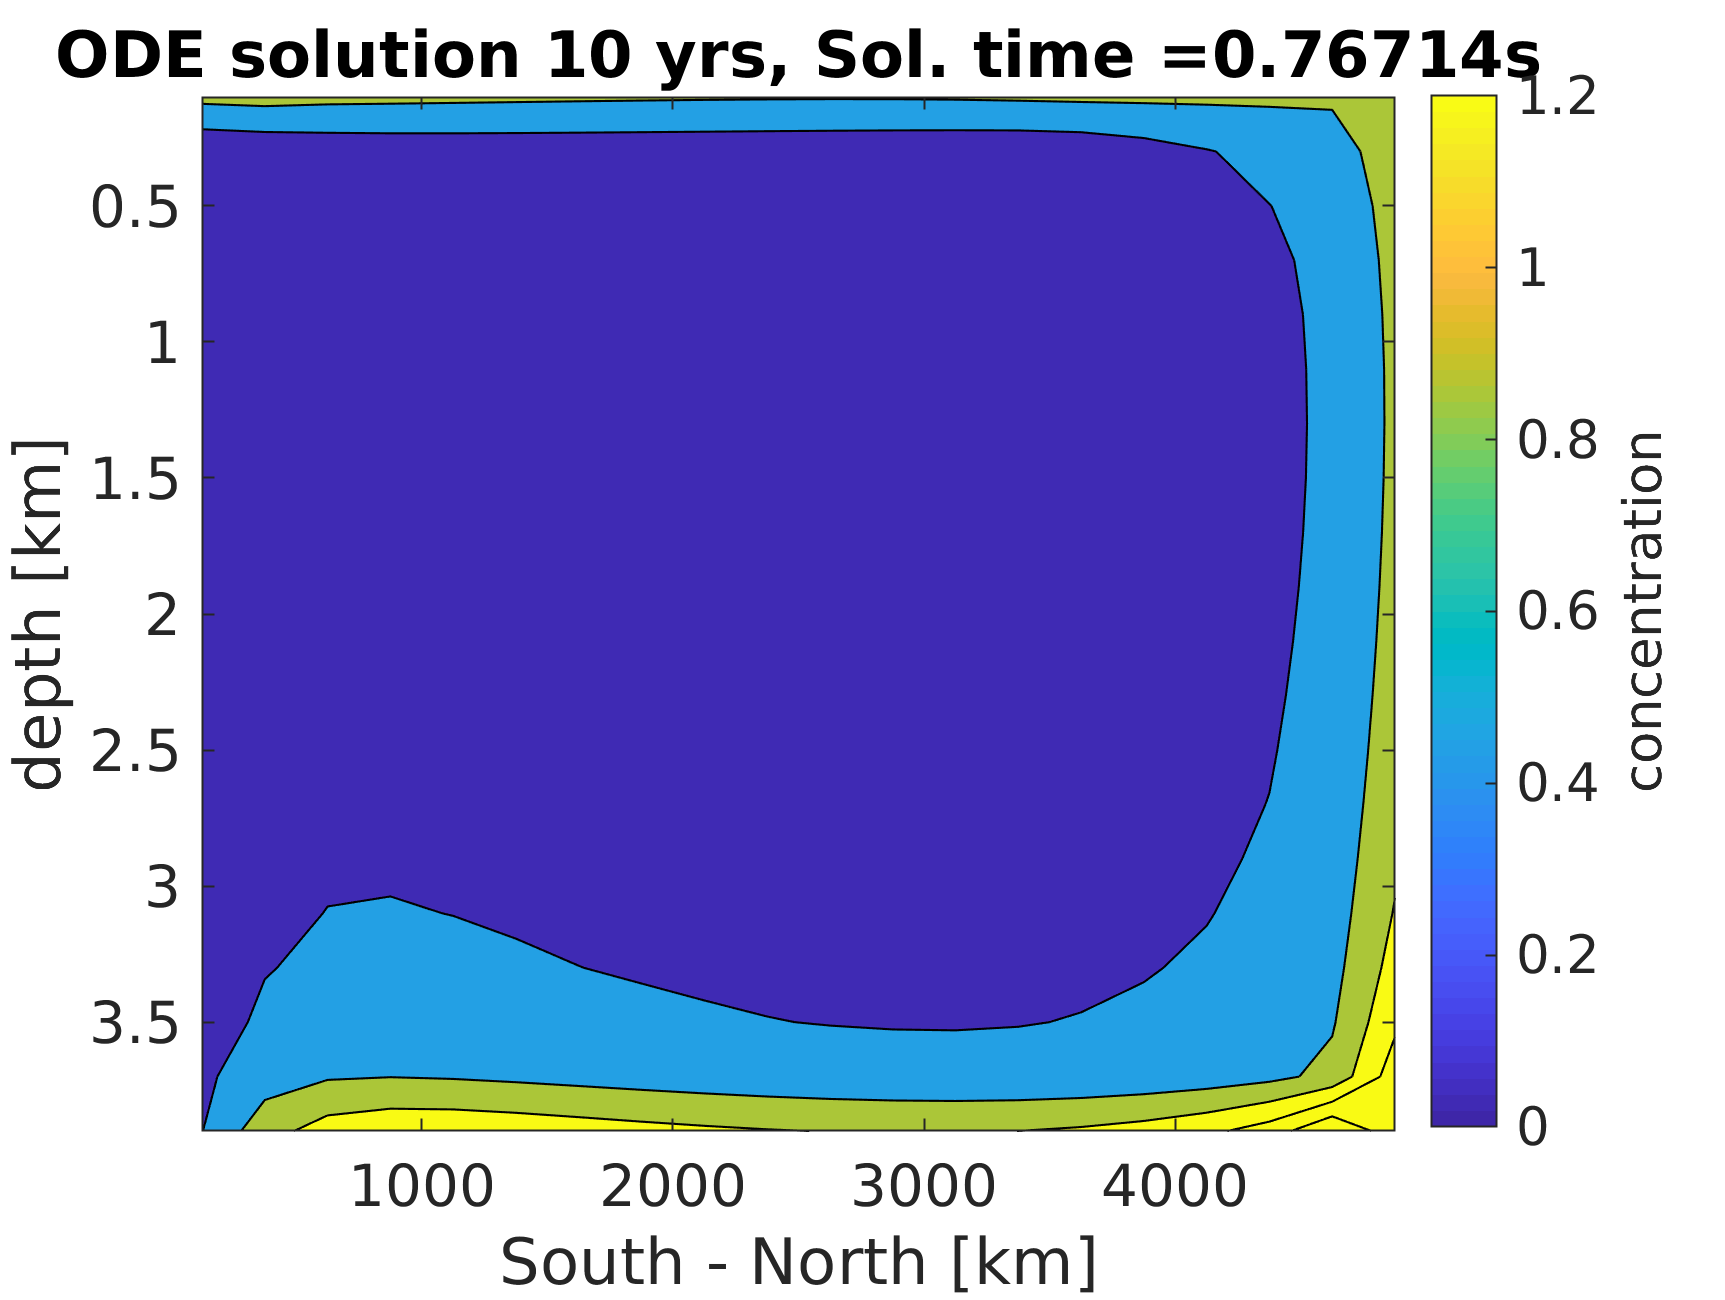 ODE solution 10 yrs, Sol. time =0.76714s
0.5
1
1.5
2
2.5
3
3.5
depth [km]
1000 2000 3000 4000
South - North [km]
1.2
1
0.8
0.6
0.4
0.2
0
concentration